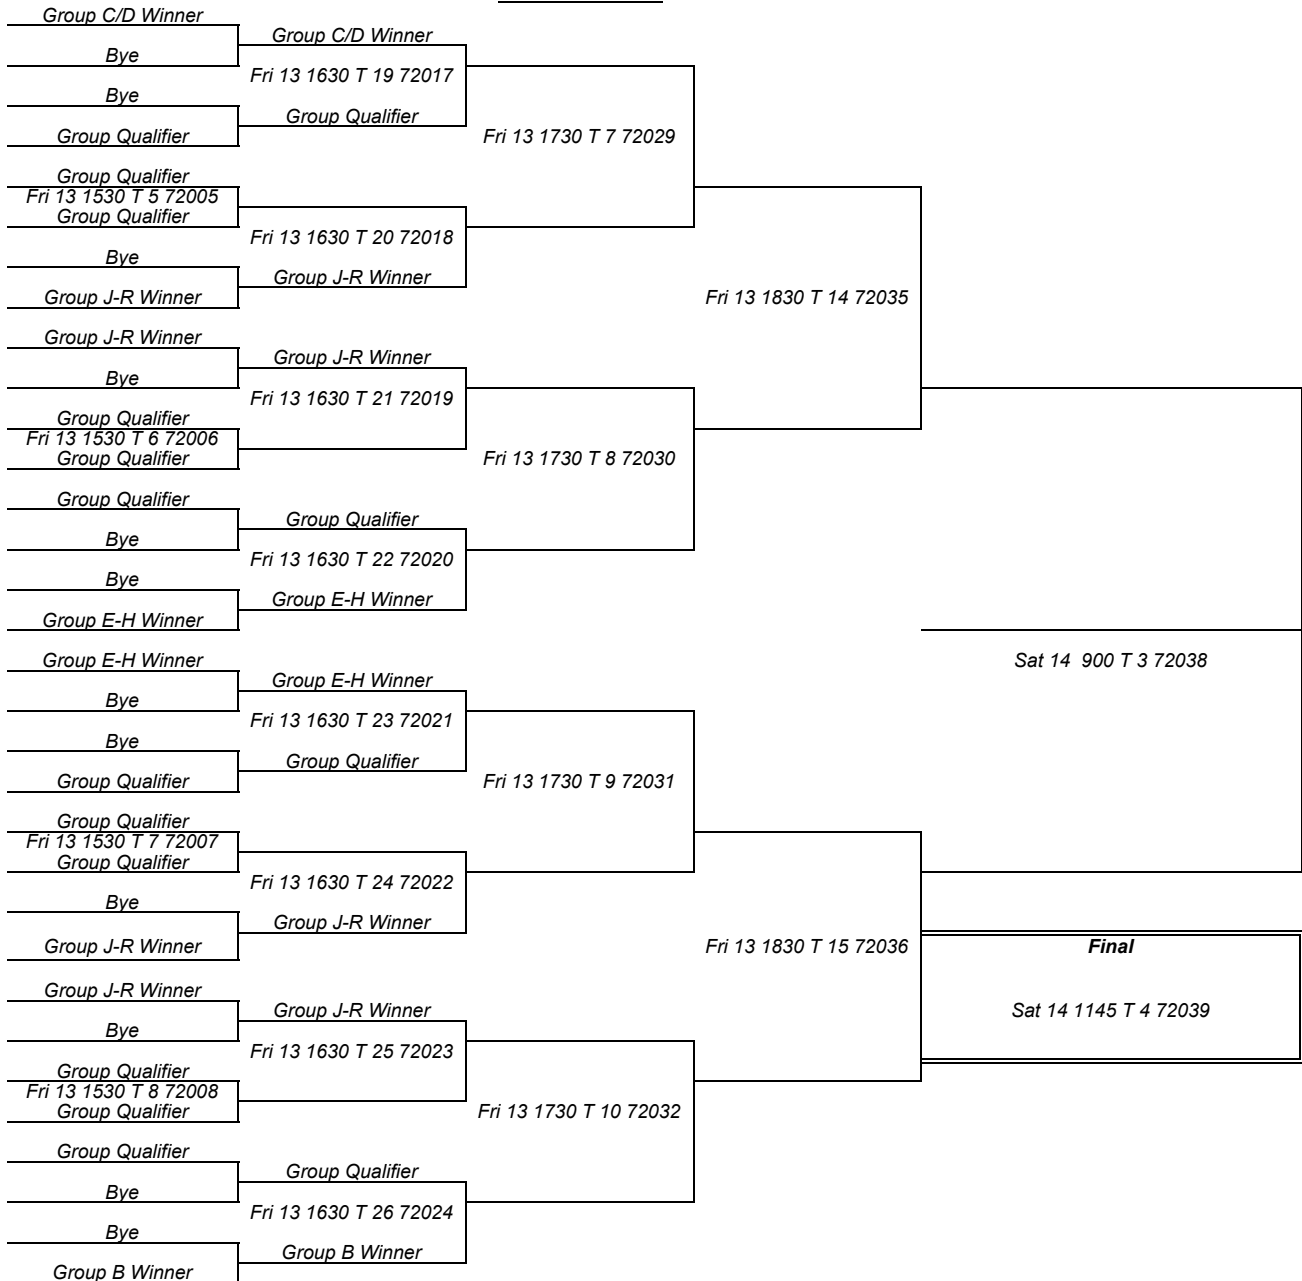 Group C/D Winner
Group C/D Winner
Bye
Fri 13 1630 T 19 72017
Bye
Group Qualifier
Group Qualifier
Fri 13 1730 T 7 72029
Group Qualifier
Fri 13 1530 T 5 72005
Group Qualifier
Fri 13 1630 T 20 72018
Bye
Group J-R Winner
Group J-R Winner
Fri 13 1830 T 14 72035
Group J-R Winner
Group J-R Winner
Bye
Fri 13 1630 T 21 72019
Group Qualifier
Fri 13 1530 T 6 72006
Group Qualifier
Fri 13 1730 T 8 72030
Group Qualifier
Group Qualifier
Bye
Fri 13 1630 T 22 72020
Bye
Group E-H Winner
Group E-H Winner
Group E-H Winner
Sat 14 900 T 3 72038
Group E-H Winner
Bye
Fri 13 1630 T 23 72021
Bye
Group Qualifier
Group Qualifier
Fri 13 1730 T 9 72031
Group Qualifier
Fri 13 1530 T 7 72007
Group Qualifier
Fri 13 1630 T 24 72022
Bye
Group J-R Winner
Group J-R Winner
Fri 13 1830 T 15 72036
Final
Group J-R Winner
Group J-R Winner
Sat 14 1145 T 4 72039
Bye
Fri 13 1630 T 25 72023
Group Qualifier
Fri 13 1530 T 8 72008
Group Qualifier
Fri 13 1730 T 10 72032
Group Qualifier
Group Qualifier
Bye
Fri 13 1630 T 26 72024
Bye
Group B Winner
Group B Winner